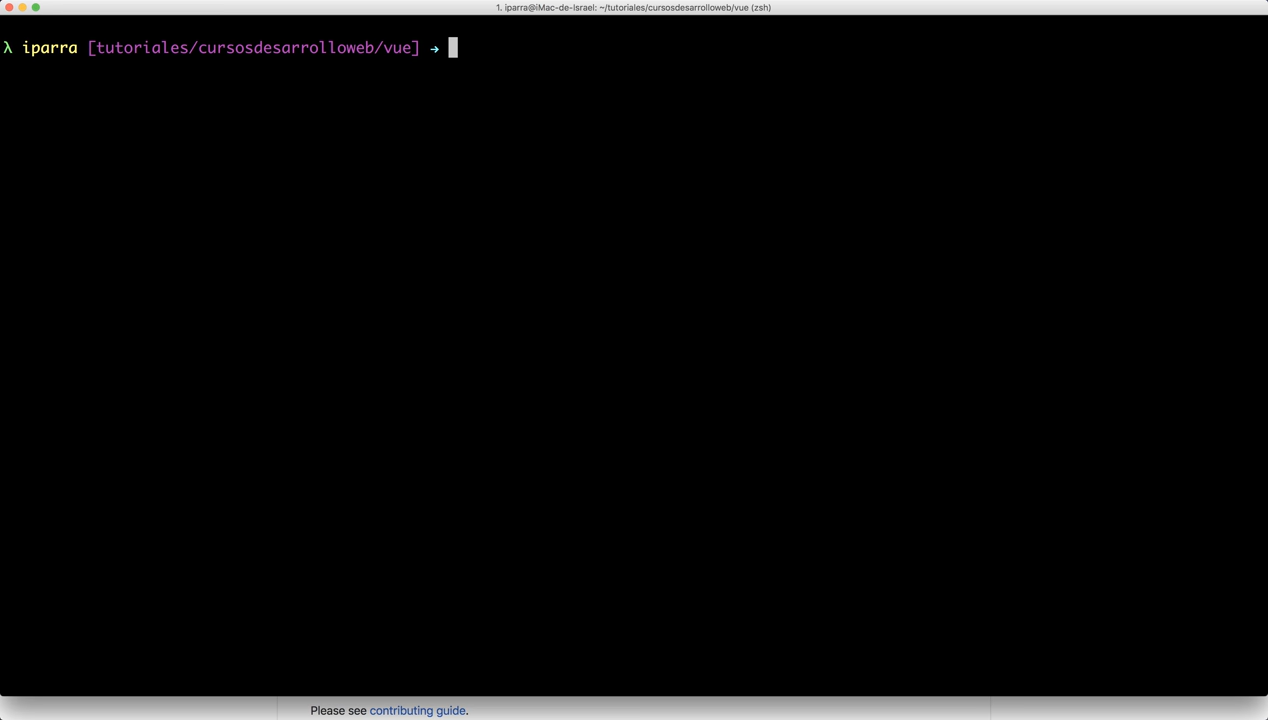 1. iparra@iMac-de-Israel: ~/tutoriales/cursosdesarrolloweb/vue (zsh)
λ iparra [tutoriales/cursosdesarrolloweb/vue] →
Please see contributing guide.